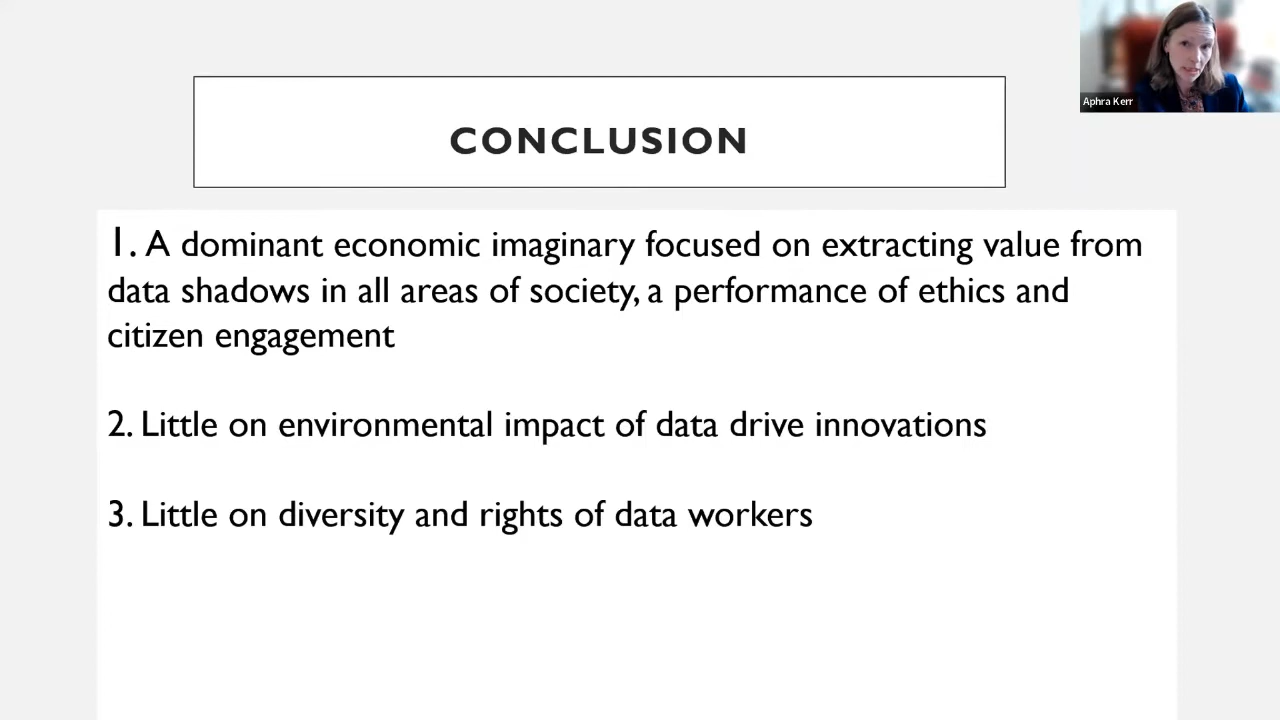 Aphra Kerr
CONCLUSION
1. A dominant economic imaginary focused on extracting value from
data shadows in all areas of society, a performance of ethics and
citizen engagement
2. Little on environmental impact of data drive innovations
3. Little on diversity and rights of data workers